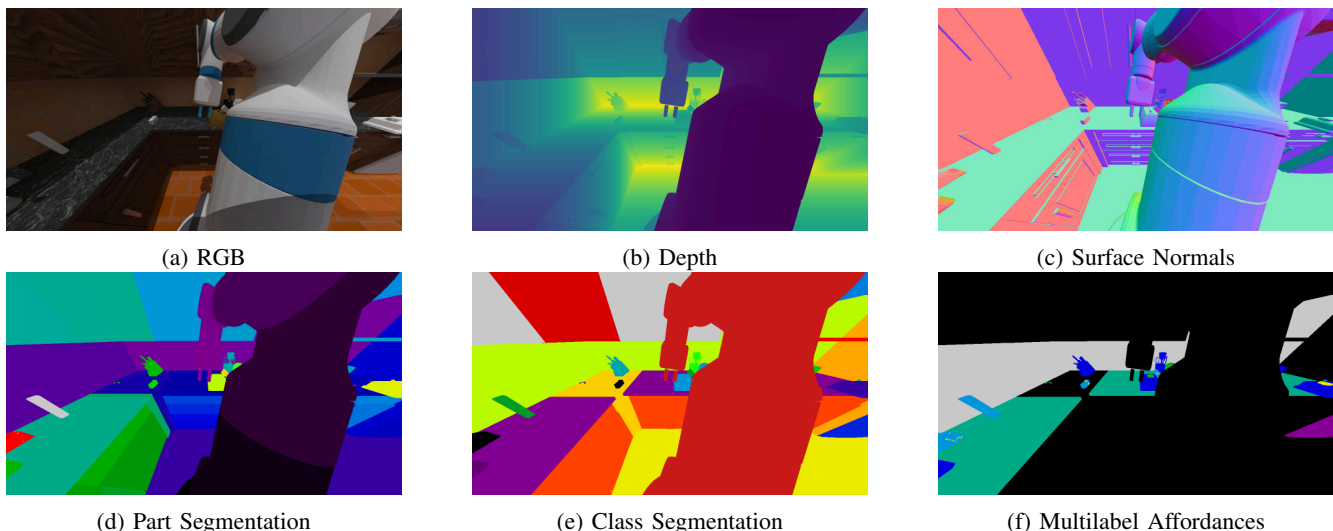 (a) RGB
(b) Depth
(c) Surface Normals
(d) Part Segmentation
(e) Class Segmentation
(f) Multilabel Affordances